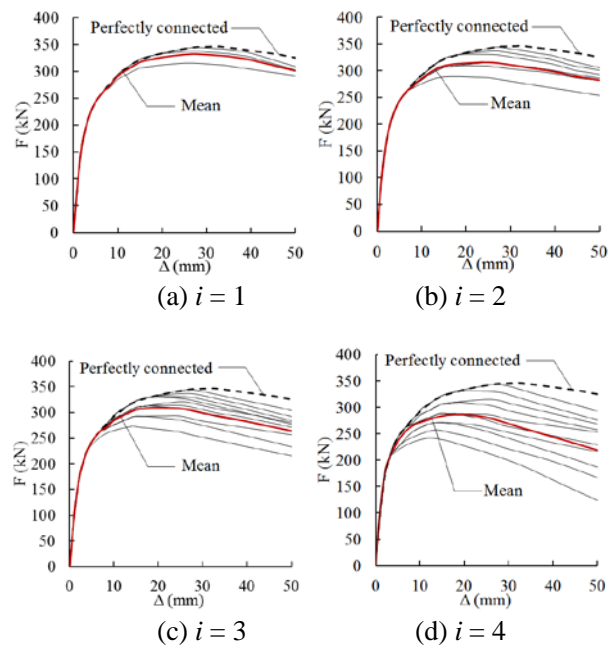 400
350
300
250
200
150
100
50
0
F (kN)
Perfectly connected
Mean
0 10 20 30 40 50
Δ (mm)
(a) i = 1
400
350
300
250
200
150
100
50
0
F (kN)
Perfectly connected
Mean
0 10 20 30 40 50
Δ (mm)
(b) i = 2
400
350
300
250
200
150
100
50
0
F (kN)
Perfectly connected
Mean
0 10 20 30 40 50
Δ (mm)
(c) i = 3
400
350
300
250
200
150
100
50
0
F (kN)
Perfectly connected
Mean
0 10 20 30 40 50
Δ (mm)
(d) i = 4